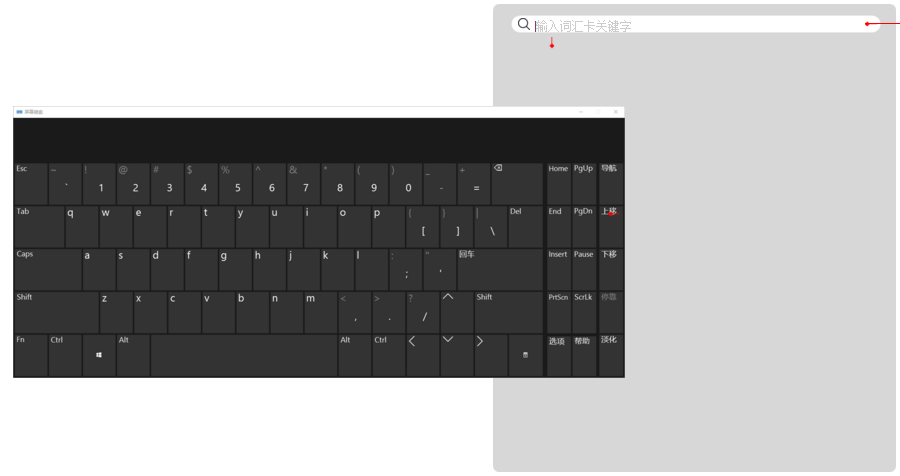 输入词汇卡关键字
屏幕键盘
Esc ~ ! @ # $ % ^ & * ( ) _ + Home PgUp 导航
` 1 2 3 4 5 6 7 8 9 0 - =
Tab q w e r t y u i o p { } | Del End PgDn 上移
[ ] \
Caps a s d f g h j k l : " 回车 Insert Pause 下移
; '
Shift z x c v b n m < > ? Shift PrtScn ScrLk 停靠
, . /
Fn Ctrl Alt Alt Ctrl 选项 帮助 淡化